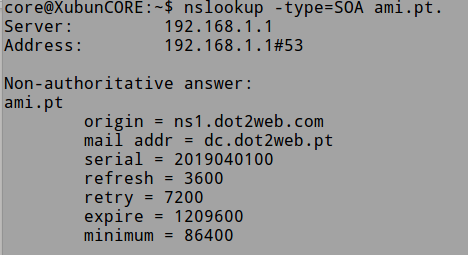 core@XubunCORE:~$ nslookup -type=SOA ami.pt.
Server: 192.168.1.1
Address: 192.168.1.1#53
Non-authoritative answer:
ami.pt
origin = ns1.dot2web.com
mail addr = dc.dot2web.pt
serial = 2019040100
refresh = 3600
retry = 7200
expire = 1209600
minimum = 86400